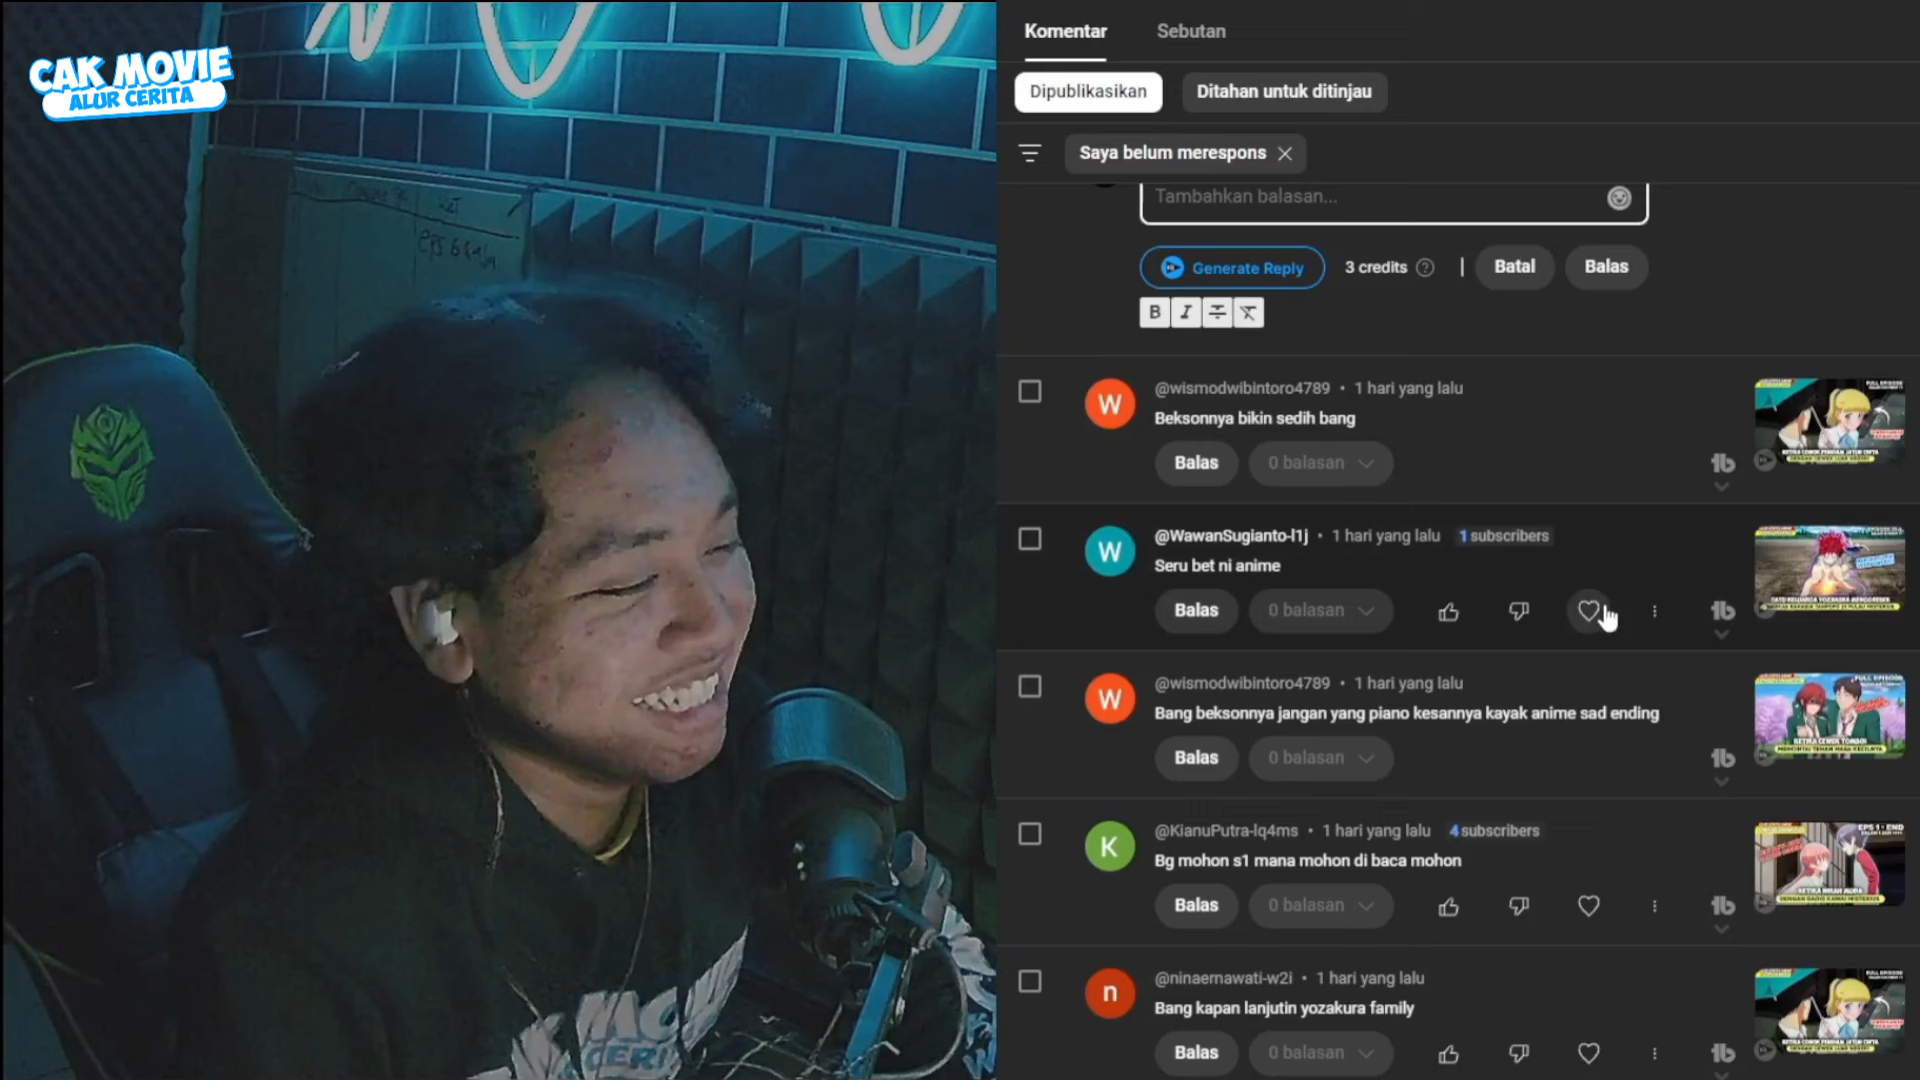 CAK MOVIE
ALUR CERITA
Komentar
Sebutan
Dipublikasikan
Ditahan untuk ditinjau
Saya belum merespons
Tambahkan balasan...
Generate Reply
3 credits
Batal
Balas
B I
@wismodwibintoro4789 • 1 hari yang lalu
Beksonnya bikin sedih bang
Balas
0 balasan
@WawanSugianto-l1j • 1 hari yang lalu 1 subscribers
Seru bet ni anime
Balas
0 balasan
@wismodwibintoro4789 • 1 hari yang lalu
Bang beksonnya jangan yang piano kesannya kayak anime sad ending
Balas
0 balasan
@KianuPutra-lq4ms • 1 hari yang lalu 4 subscribers
Bg mohon s1 mana mohon di baca mohon
Balas
0 balasan
EPS 1 - END
@ninaernawati-w2i • 1 hari yang lalu
Bang kapan lanjutin yozakura family
Balas
0 balasan